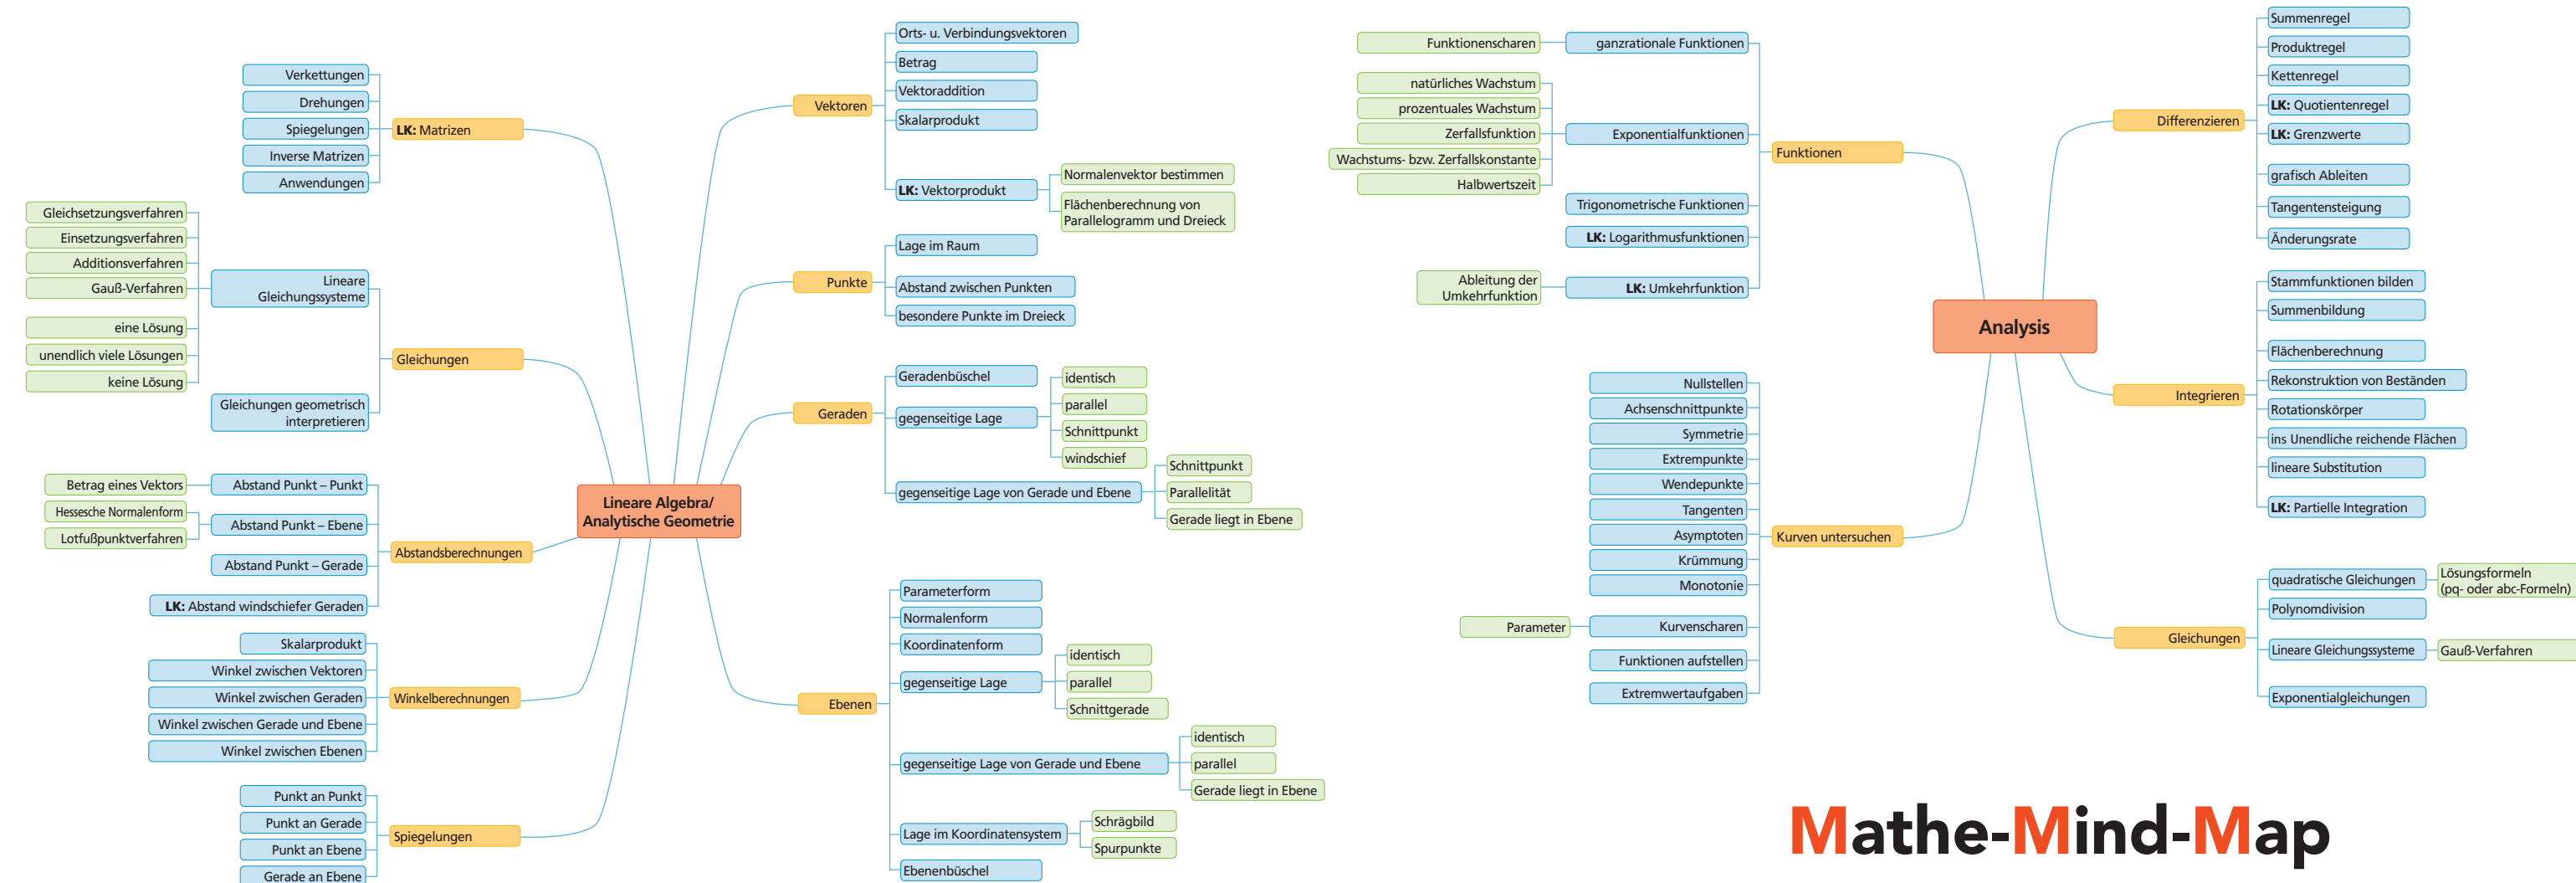 Verkettungen
Drehungen
Spiegelungen
Inverse Matrizen
Anwendungen
LK: Matrizen
Gleichsetzungsverfahren
Einsetzungsverfahren
Additionsverfahren
Gauß-Verfahren
eine Lösung
unendlich viele Lösungen
keine Lösung
Lineare
Gleichungssysteme
Gleichungen geometrisch
interpretieren
Gleichungen
Betrag eines Vektors
Hessesche Normalenform
Lotfußpunktverfahren
Abstand Punkt – Punkt
Abstand Punkt – Ebene
Abstand Punkt – Gerade
LK: Abstand windschiefer Geraden
Abstandsberechnungen
Skalarprodukt
Winkel zwischen Vektoren
Winkel zwischen Geraden
Winkel zwischen Gerade und Ebene
Winkel zwischen Ebenen
Winkelberechnungen
Punkt an Punkt
Punkt an Gerade
Punkt an Ebene
Gerade an Ebene
Spiegelungen
Lineare Algebra/
Analytische Geometrie
Vektoren
Orts- u. Verbindungsvektoren
Betrag
Vektoraddition
Skalarprodukt
LK: Vektorprodukt
Normalenvektor bestimmen
Flächenberechnung von
Parallelogramm und Dreieck
Punkte
Lage im Raum
Abstand zwischen Punkten
besondere Punkte im Dreieck
Geraden
Geradenbüschel
gegenseitige Lage
identisch
parallel
Schnittpunkt
windschief
gegenseitige Lage von Gerade und Ebene
Schnittpunkt
Parallelität
Gerade liegt in Ebene
Ebenen
Parameterform
Normalenform
Koordinatenform
gegenseitige Lage
identisch
parallel
Schnittgerade
gegenseitige Lage von Gerade und Ebene
identisch
parallel
Gerade liegt in Ebene
Lage im Koordinatensystem
Schrägbild
Spurpunkte
Ebenenbüschel
Funktionenscharen
ganzrationale Funktionen
natürliches Wachstum
prozentuales Wachstum
Zerfallsfunktion
Wachstums- bzw. Zerfallskonstante
Halbwertszeit
Exponentialfunktionen
Trigonometrische Funktionen
LK: Logarithmusfunktionen
Ableitung der
Umkehrfunktion
LK: Umkehrfunktion
Funktionen
Nullstellen
Achsenschnittpunkte
Symmetrie
Extrempunkte
Wendepunkte
Tangenten
Asymptoten
Krümmung
Monotonie
Parameter
Kurvenscharen
Funktionen aufstellen
Extremwertaufgaben
Kurven untersuchen
Analysis
Differenzieren
Summenregel
Produktregel
Kettenregel
LK: Quotientenregel
LK: Grenzwerte
grafisch Ableiten
Tangentensteigung
Änderungsrate
Integrieren
Stammfunktionen bilden
Summenbildung
Flächenberechnung
Rekonstruktion von Beständen
Rotationskörper
ins Unendliche reichende Flächen
lineare Substitution
LK: Partielle Integration
Gleichungen
quadratische Gleichungen
Lösungsformeln
(pq- oder abc-Formeln)
Polynomdivision
Lineare Gleichungssysteme
Gauß-Verfahren
Exponentialgleichungen
Mathe-Mind-Map